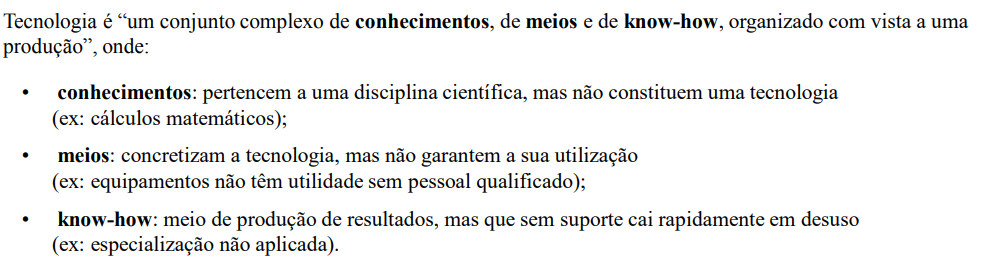 Tecnologia é “um conjunto complexo de conhecimentos, de meios e de know-how, organizado com vista a uma
produção”, onde:
• conhecimentos: pertencem a uma disciplina científica, mas não constituem uma tecnologia
(ex: cálculos matemáticos);
• meios: concretizam a tecnologia, mas não garantem a sua utilização
(ex: equipamentos não têm utilidade sem pessoal qualificado);
• know-how: meio de produção de resultados, mas que sem suporte cai rapidamente em desuso
(ex: especialização não aplicada).